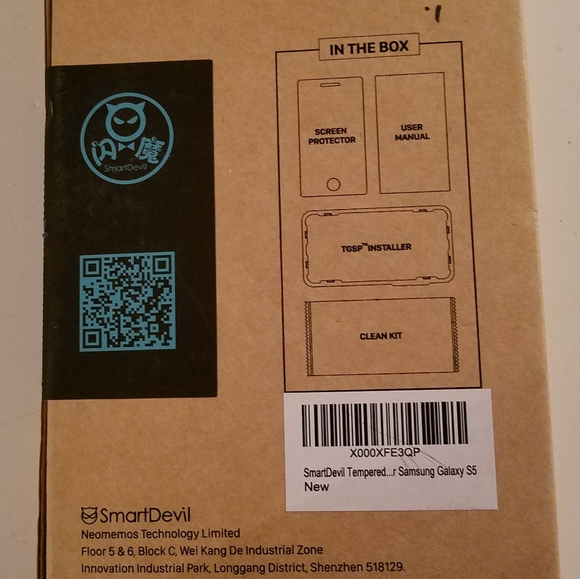 IN THE BOX
SCREEN
PROTECTOR
USER
MANUAL
TGSP™INSTALLER
CLEAN KIT
闪魔
SmartDevil
X000XFE3QP
SmartDevil Tempered...r Samsung Galaxy S5
New
SmartDevil
Neomemos Technology Limited
Floor 5 & 6, Block C, Wei Kang De Industrial Zone
Innovation Industrial Park, Longgang District, Shenzhen 518129.